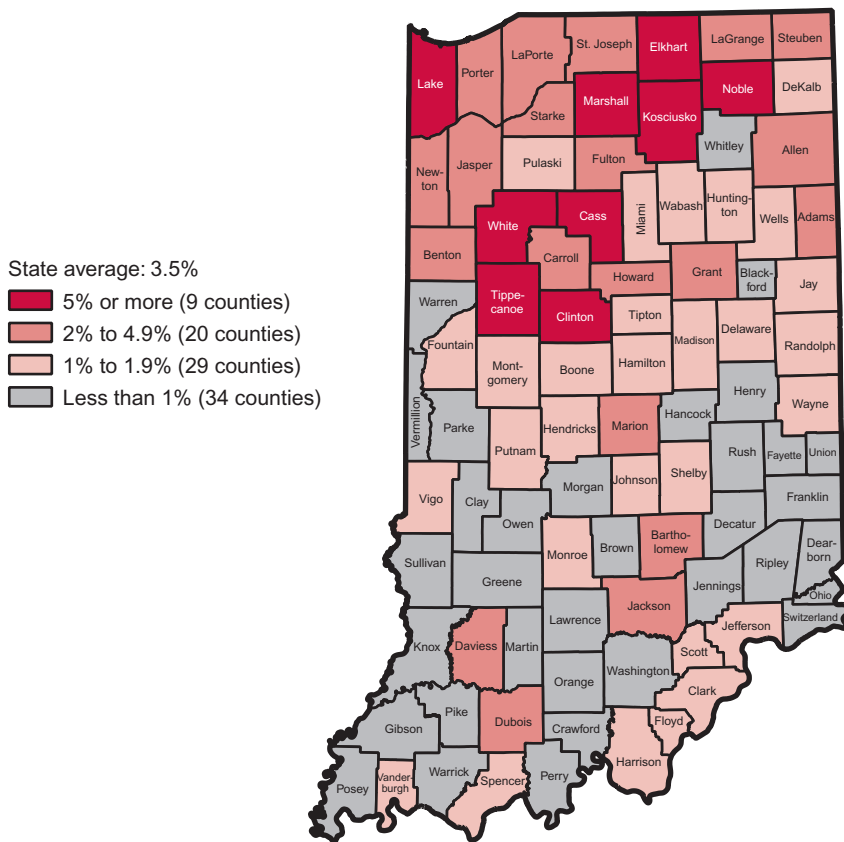 State average: 3.5%
5% or more (9 counties)
2% to 4.9% (20 counties)
1% to 1.9% (29 counties)
Less than 1% (34 counties)
Lake
Porter
LaPorte
St. Joseph
Elkhart
LaGrange
Steuben
Noble
DeKalb
Marshall
Kosciusko
Starke
Whitley
Allen
New-
ton
Jasper
Pulaski
Fulton
Miami
Wabash
Hunting-
ton
Wells
Adams
White
Cass
Benton
Carroll
Howard
Grant
Black-
ford
Jay
Warren
Tippe-
canoe
Clinton
Tipton
Fountain
Madison
Delaware
Randolph
Mont-
gomery
Boone
Hamilton
Vermillion
Parke
Henry
Wayne
Hancock
Hendricks
Marion
Putnam
Rush
Fayette
Union
Vigo
Clay
Morgan
Johnson
Shelby
Franklin
Owen
Decatur
Sullivan
Monroe
Brown
Bartho-
lomew
Dear-
born
Ripley
Greene
Jennings
Ohio
Jackson
Lawrence
Switzerland
Jefferson
Knox
Daviess
Martin
Scott
Washington
Orange
Clark
Pike
Dubois
Floyd
Gibson
Crawford
Harrison
Posey
Vander-
burgh
Warrick
Spencer
Perry